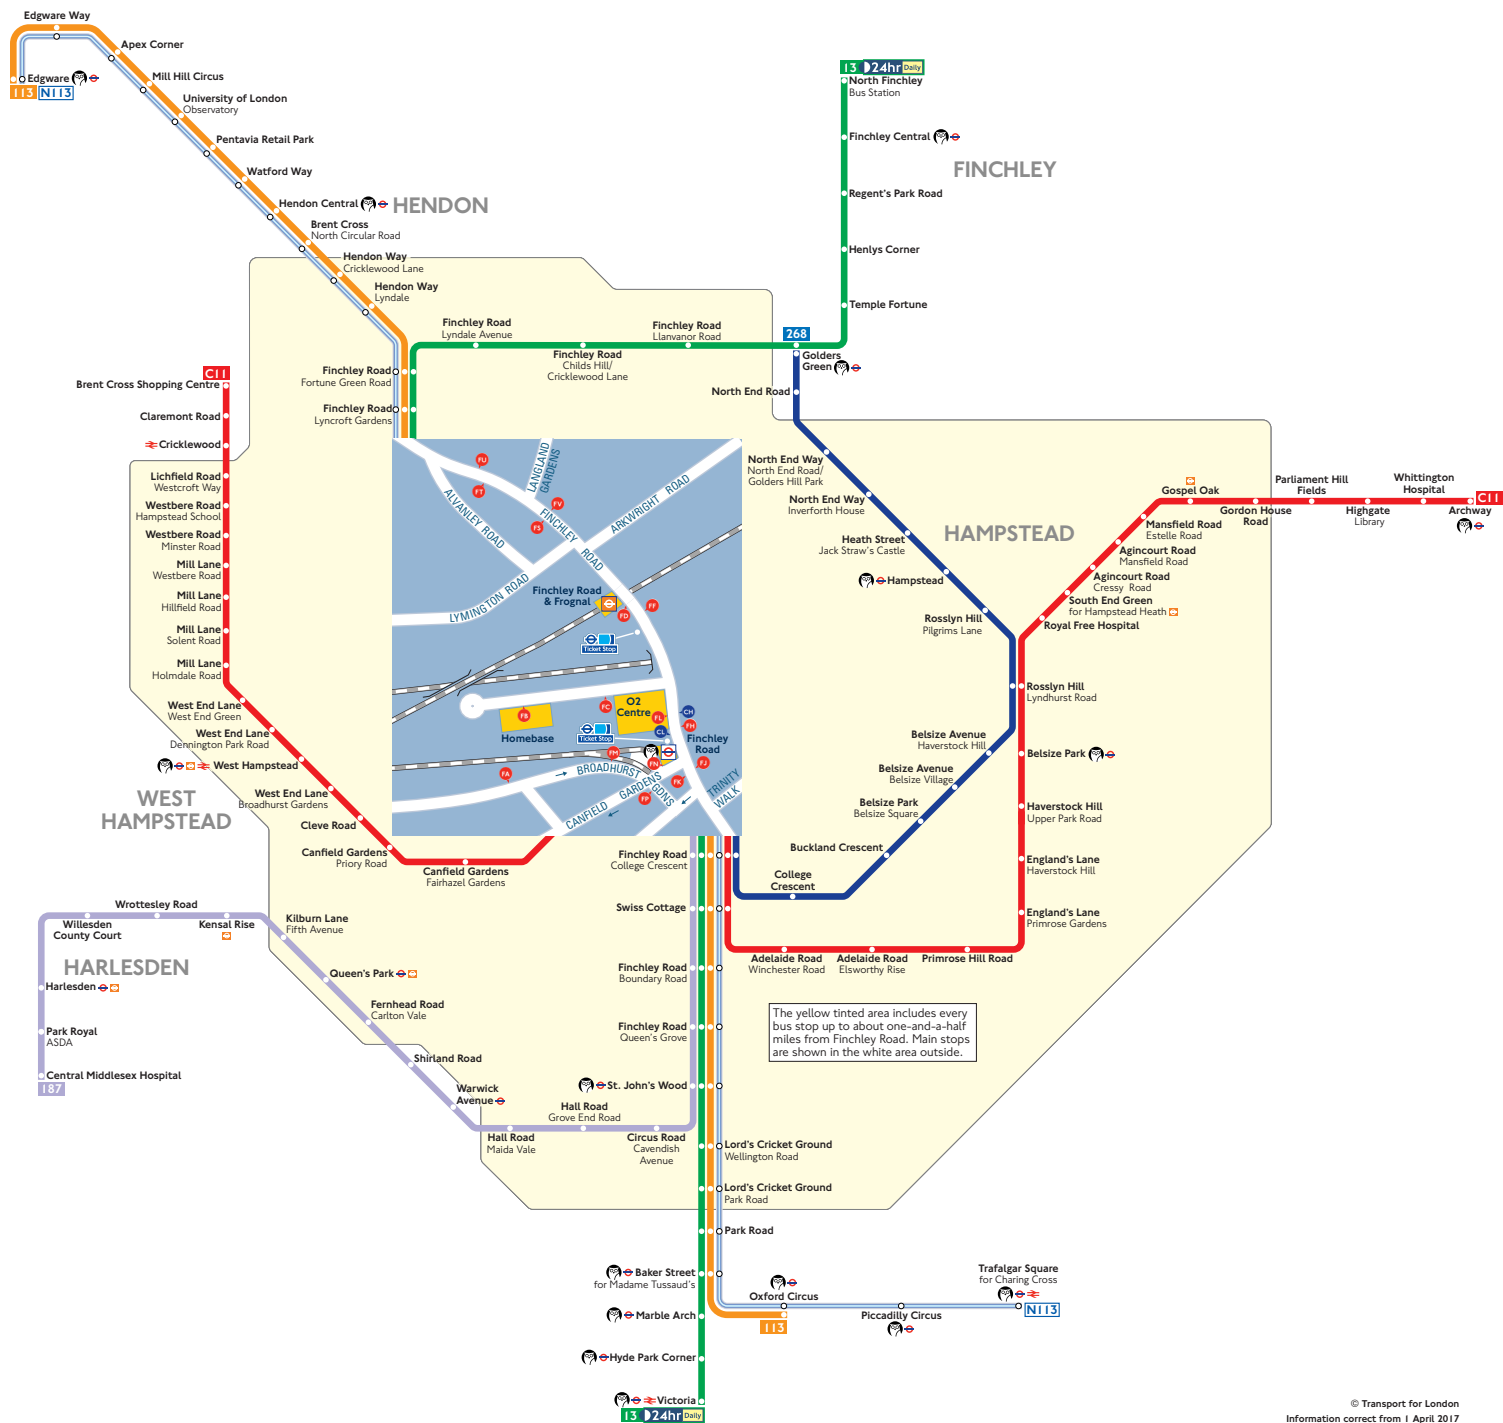 Edgware Way
Apex Corner
Edgware
113 N113
Mill Hill Circus
University of London
Observatory
Pentavia Retail Park
Watford Way
Hendon Central
HENDON
Brent Cross
North Circular Road
Hendon Way
Cricklewood Lane
Hendon Way
Lyndale
13 24hr Daily
North Finchley
Bus Station
Finchley Central
FINCHLEY
Regent's Park Road
Henlys Corner
Temple Fortune
Finchley Road
Lyndale Avenue
Finchley Road
Childs Hill/
Cricklewood Lane
Finchley Road
Llanvanor Road
268
Golders
Green
North End Road
Finchley Road
Fortune Green Road
Finchley Road
Lyncroft Gardens
C11
Brent Cross Shopping Centre
Claremont Road
Cricklewood
Lichfield Road
Westcroft Way
Westbere Road
Hampstead School
Westbere Road
Minster Road
Mill Lane
Westbere Road
Mill Lane
Hillfield Road
Mill Lane
Solent Road
Mill Lane
Holmdale Road
West End Lane
West End Green
West End Lane
Dennington Park Road
West Hampstead
WEST
HAMPSTEAD
West End Lane
Broadhurst Gardens
Cleve Road
Canfield Gardens
Priory Road
Canfield Gardens
Fairhazel Gardens
FU
FT
LANGLAND
GARDENS
FV
FS
ALVANLEY ROAD
FINCHLEY ROAD
ARKWRIGHT ROAD
LYMINGTON ROAD
Finchley Road
& Frognal
FD
FF
Ticket Stop
O2
Centre
FC
FB
Homebase
FL
CH
FH
CL
Ticket Stop
Finchley
Road
FM
FN
FJ
FA
FK
FP
BROADHURST GDNS
CANFIELD GARDENS
TRINITY
WALK
North End Way
North End Road/
Golders Hill Park
North End Way
Inverforth House
Heath Street
Jack Straw's Castle
Hampstead
HAMPSTEAD
Rosslyn Hill
Pilgrims Lane
Gospel Oak
Gordon House
Road
Parliament Hill
Fields
Highgate
Library
Whittington
Hospital
C11
Archway
Mansfield Road
Estelle Road
Agincourt Road
Mansfield Road
Agincourt Road
Cressy Road
South End Green
for Hampstead Heath
Royal Free Hospital
Rosslyn Hill
Lyndhurst Road
Belsize Avenue
Haverstock Hill
Belsize Park
Belsize Avenue
Belsize Village
Belsize Park
Belsize Square
Haverstock Hill
Upper Park Road
Buckland Crescent
England's Lane
Haverstock Hill
College
Crescent
England's Lane
Primrose Gardens
Adelaide Road
Winchester Road
Adelaide Road
Elsworthy Rise
Primrose Hill Road
Finchley Road
College Crescent
Swiss Cottage
Finchley Road
Boundary Road
Finchley Road
Queen's Grove
St. John's Wood
The yellow tinted area includes every
bus stop up to about one-and-a-half
miles from Finchley Road. Main stops
are shown in the white area outside.
Wrottesley Road
Willesden
County Court
Kensal Rise
Kilburn Lane
Fifth Avenue
HARLESDEN
Harlesden
Queen's Park
Park Royal
ASDA
Fernhead Road
Carlton Vale
Central Middlesex Hospital
187
Shirland Road
Warwick
Avenue
Hall Road
Maida Vale
Hall Road
Grove End Road
Circus Road
Cavendish
Avenue
Lord's Cricket Ground
Wellington Road
Lord's Cricket Ground
Park Road
Park Road
Baker Street
for Madame Tussaud's
Marble Arch
Hyde Park Corner
Victoria
13 24hr Daily
Oxford Circus
113
Piccadilly Circus
Trafalgar Square
for Charing Cross
N113
© Transport for London
Information correct from 1 April 2017